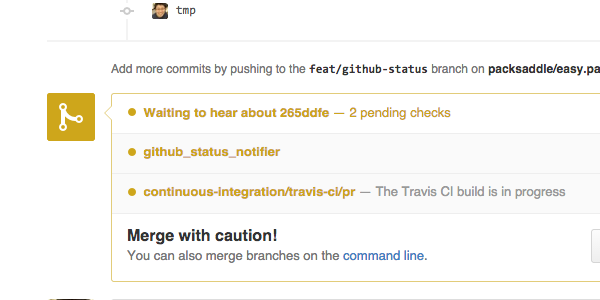 tmp
Add more commits by pushing to the feat/github-status branch on packsaddle/easy.pa
Waiting to hear about 265ddfe — 2 pending checks
github_status_notifier
continuous-integration/travis-ci/pr — The Travis CI build is in progress
Merge with caution!
You can also merge branches on the command line.